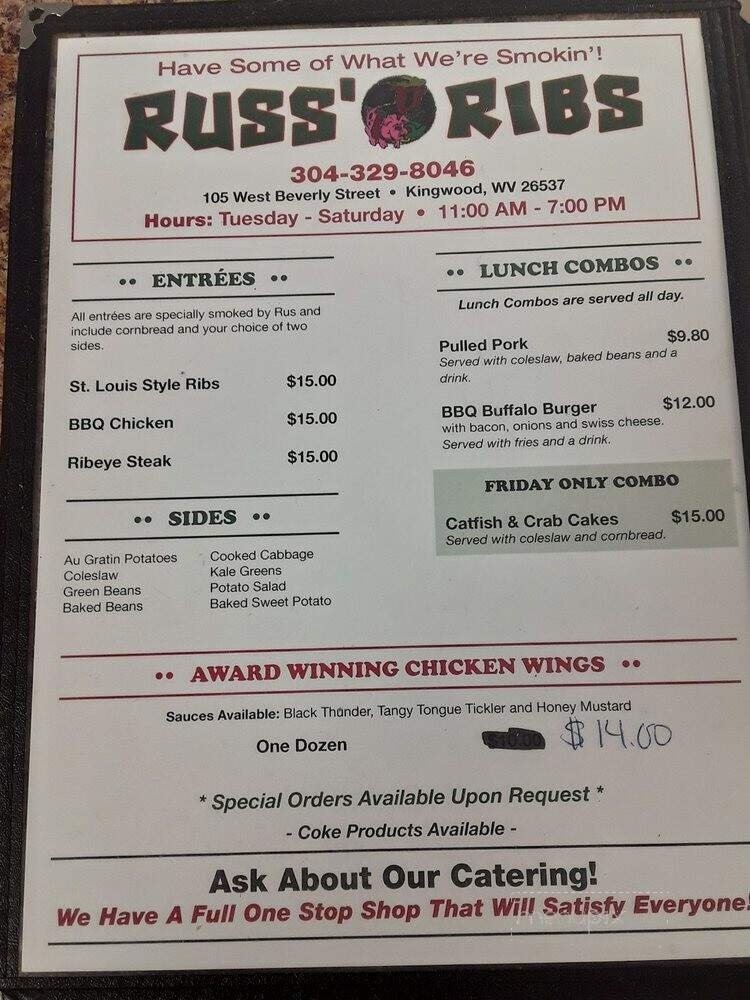 Have Some of What We're Smokin'!
RUSS' RIBS
304-329-8046
105 West Beverly Street • Kingwood, WV 26537
Hours: Tuesday - Saturday • 11:00 AM - 7:00 PM
•• ENTRÉES ••
All entrées are specially smoked by Rus and
include cornbread and your choice of two
sides.
St. Louis Style Ribs $15.00
BBQ Chicken $15.00
Ribeye Steak $15.00
•• SIDES ••
Au Gratin Potatoes
Coleslaw
Green Beans
Baked Beans
Cooked Cabbage
Kale Greens
Potato Salad
Baked Sweet Potato
•• LUNCH COMBOS ••
Lunch Combos are served all day.
Pulled Pork $9.80
Served with coleslaw, baked beans and a
drink.
BBQ Buffalo Burger $12.00
with bacon, onions and swiss cheese.
Served with fries and a drink.
FRIDAY ONLY COMBO
Catfish & Crab Cakes $15.00
Served with coleslaw and cornbread.
•• AWARD WINNING CHICKEN WINGS ••
Sauces Available: Black Thunder, Tangy Tongue Tickler and Honey Mustard
One Dozen $10.00 $14.00
* Special Orders Available Upon Request *
- Coke Products Available -
Ask About Our Catering!
We Have A Full One Stop Shop That Will Satisfy Everyone!